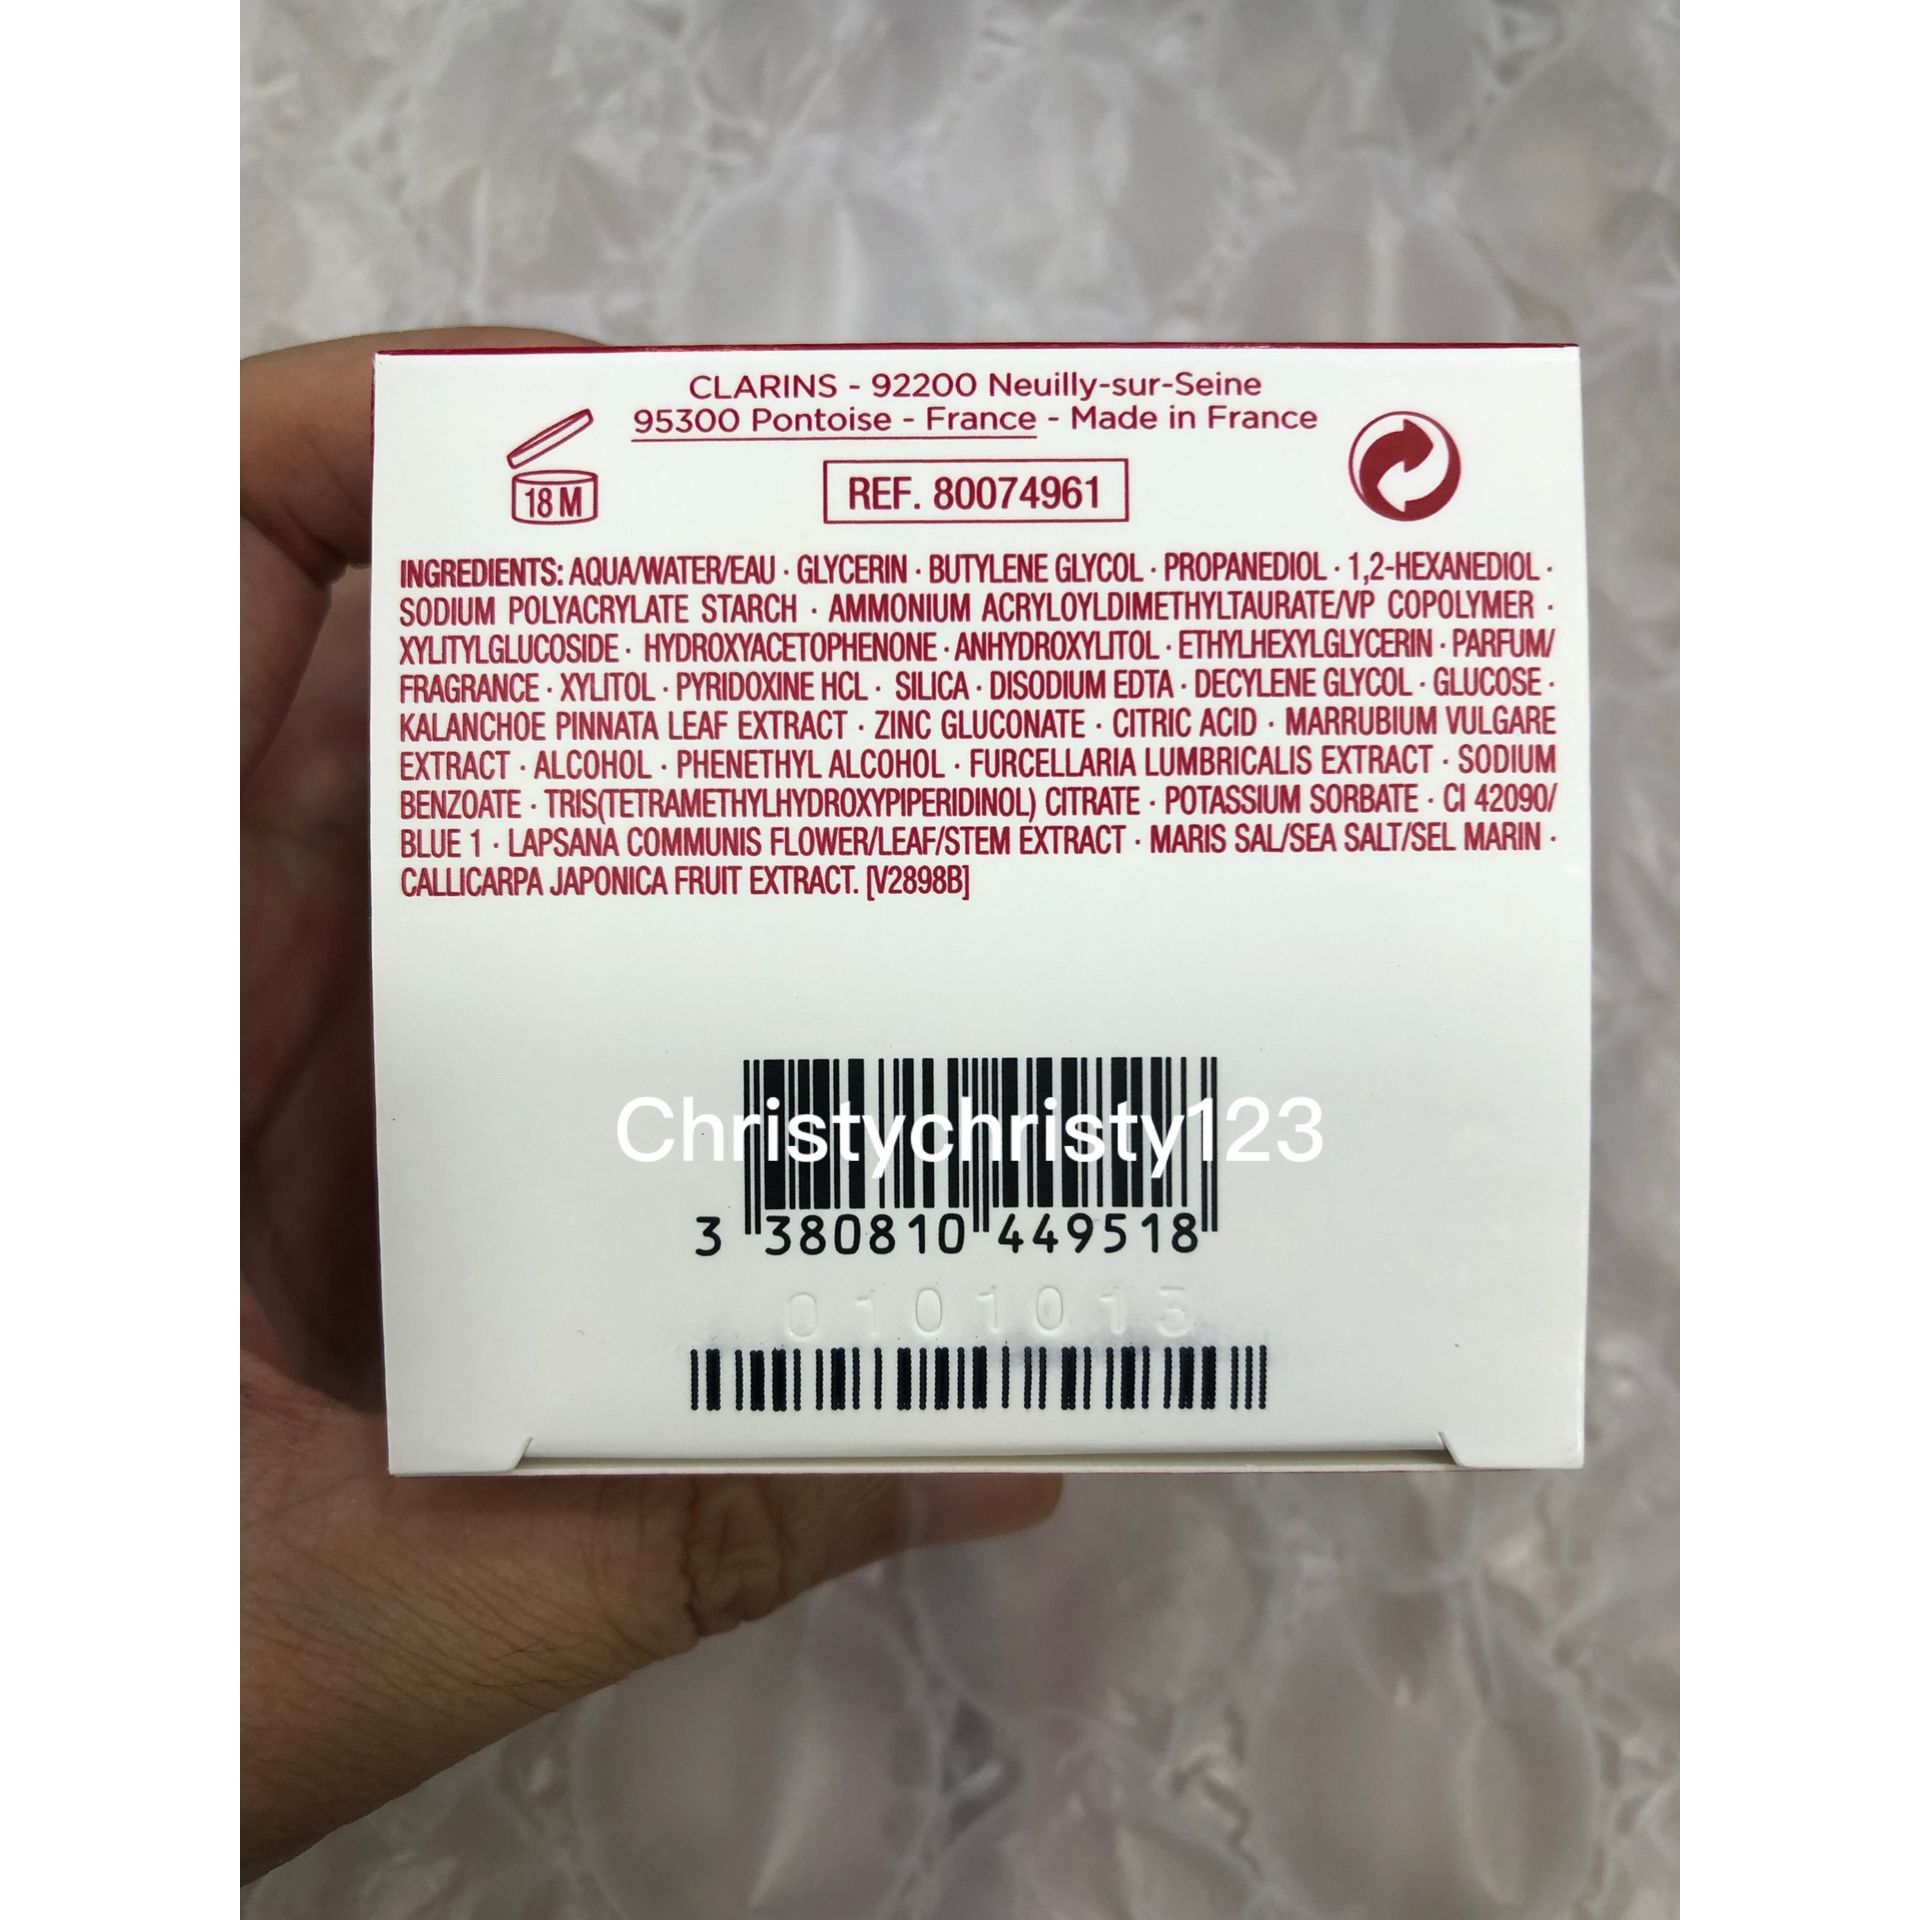 CLARINS - 92200 Neuilly-sur-Seine
95300 Pontoise - France - Made in France
18 M
REF. 80074961
INGREDIENTS: AQUA/WATER/EAU · GLYCERIN · BUTYLENE GLYCOL · PROPANEDIOL · 1,2-HEXANEDIOL ·
SODIUM POLYACRYLATE STARCH · AMMONIUM ACRYLOYLDIMETHYLTAURATE/VP COPOLYMER ·
XYLITYLGLUCOSIDE · HYDROXYACETOPHENONE · ANHYDROXYLITOL · ETHYLHEXYLGLYCERIN · PARFUM/
FRAGRANCE · XYLITOL · PYRIDOXINE HCL · SILICA · DISODIUM EDTA · DECYLENE GLYCOL · GLUCOSE ·
KALANCHOE PINNATA LEAF EXTRACT · ZINC GLUCONATE · CITRIC ACID · MARRUBIUM VULGARE
EXTRACT · ALCOHOL · PHENETHYL ALCOHOL · FURCELLARIA LUMBRICALIS EXTRACT · SODIUM
BENZOATE · TRIS(TETRAMETHYLHYDROXYPIPERIDINOL) CITRATE · POTASSIUM SORBATE · CI 42090/
BLUE 1 · LAPSANA COMMUNIS FLOWER/LEAF/STEM EXTRACT · MARIS SAL/SEA SALT/SEL MARIN ·
CALLICARPA JAPONICA FRUIT EXTRACT. [V2898B]
Christychristy123
3 380810 449518
0101013